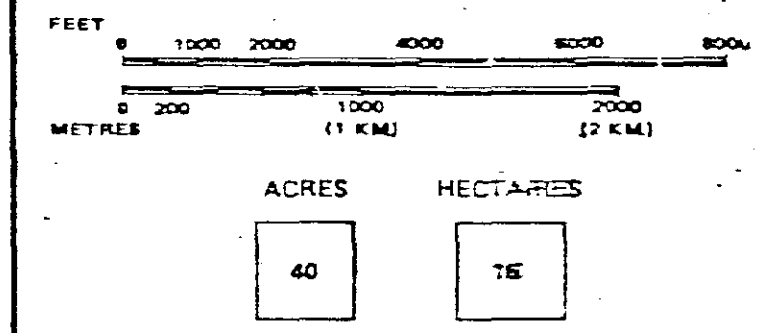 FEET
0 1000 2000 4000 6000 8000
0 200 1000 2000
METRES (1 KM) (2 KM)
ACRES HECTARES
40 16